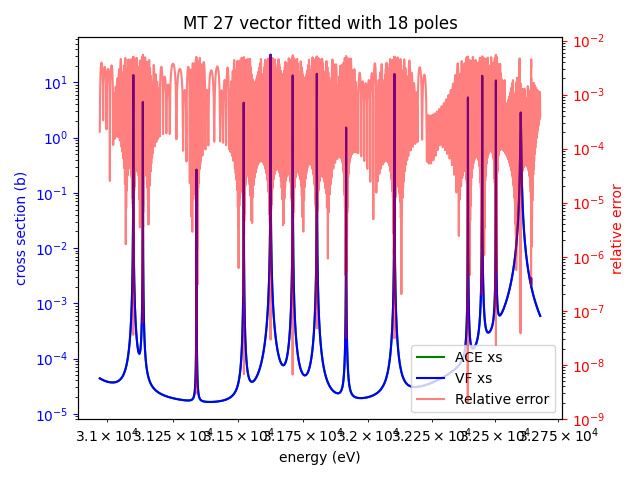 MT 27 vector fitted with 18 poles
10¹
10⁰
10⁻¹
10⁻²
10⁻³
10⁻⁴
10⁻⁵
cross section (b)
10⁻²
10⁻³
10⁻⁴
10⁻⁵
10⁻⁶
10⁻⁷
10⁻⁸
10⁻⁹
relative error
ACE xs
VF xs
Relative error
3.1 × 10⁴ 3.125 × 10⁴ 3.15 × 10⁴ 3.175 × 10⁴ 3.2 × 10⁴ 3.225 × 10⁴ 3.25 × 10⁴ 3.275 × 10⁴
energy (eV)